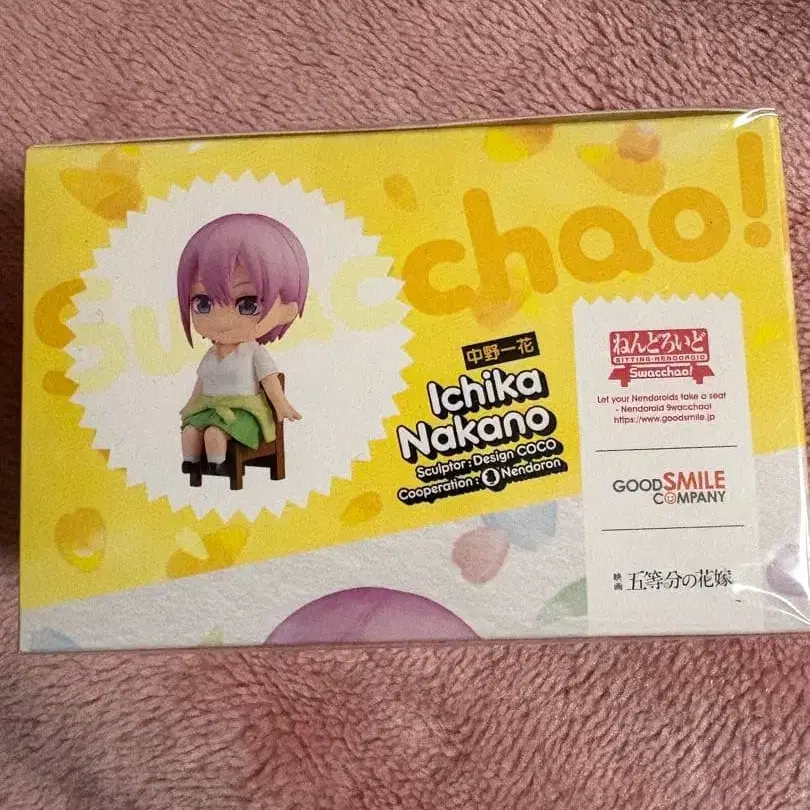 Swacchao!
中野一花
Ichika
Nakano
Sculptor : Design COCO
Cooperation : Nendoron
ねんどろいど
SITTING NENDOROID
Swacchao!
Let your Nendoroids take a seat
- Nendoroid Swacchao!
https://www.goodsmile.jp
GOOD SMILE
COMPANY
映画 五等分の花嫁